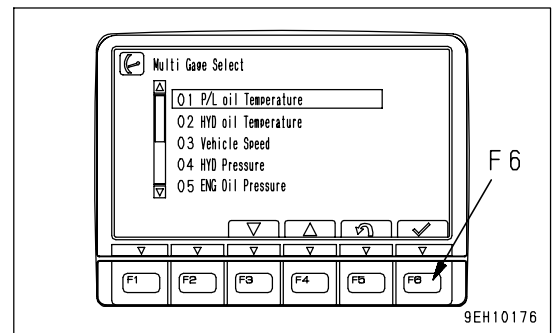 Multi Gage Select
01 P/L oil Temperature
02 HYD oil Temperature
03 Vehicle Speed
04 HYD Pressure
05 ENG Oil Pressure
F 6
F1 F2 F3 F4 F5 F6
9EH10176